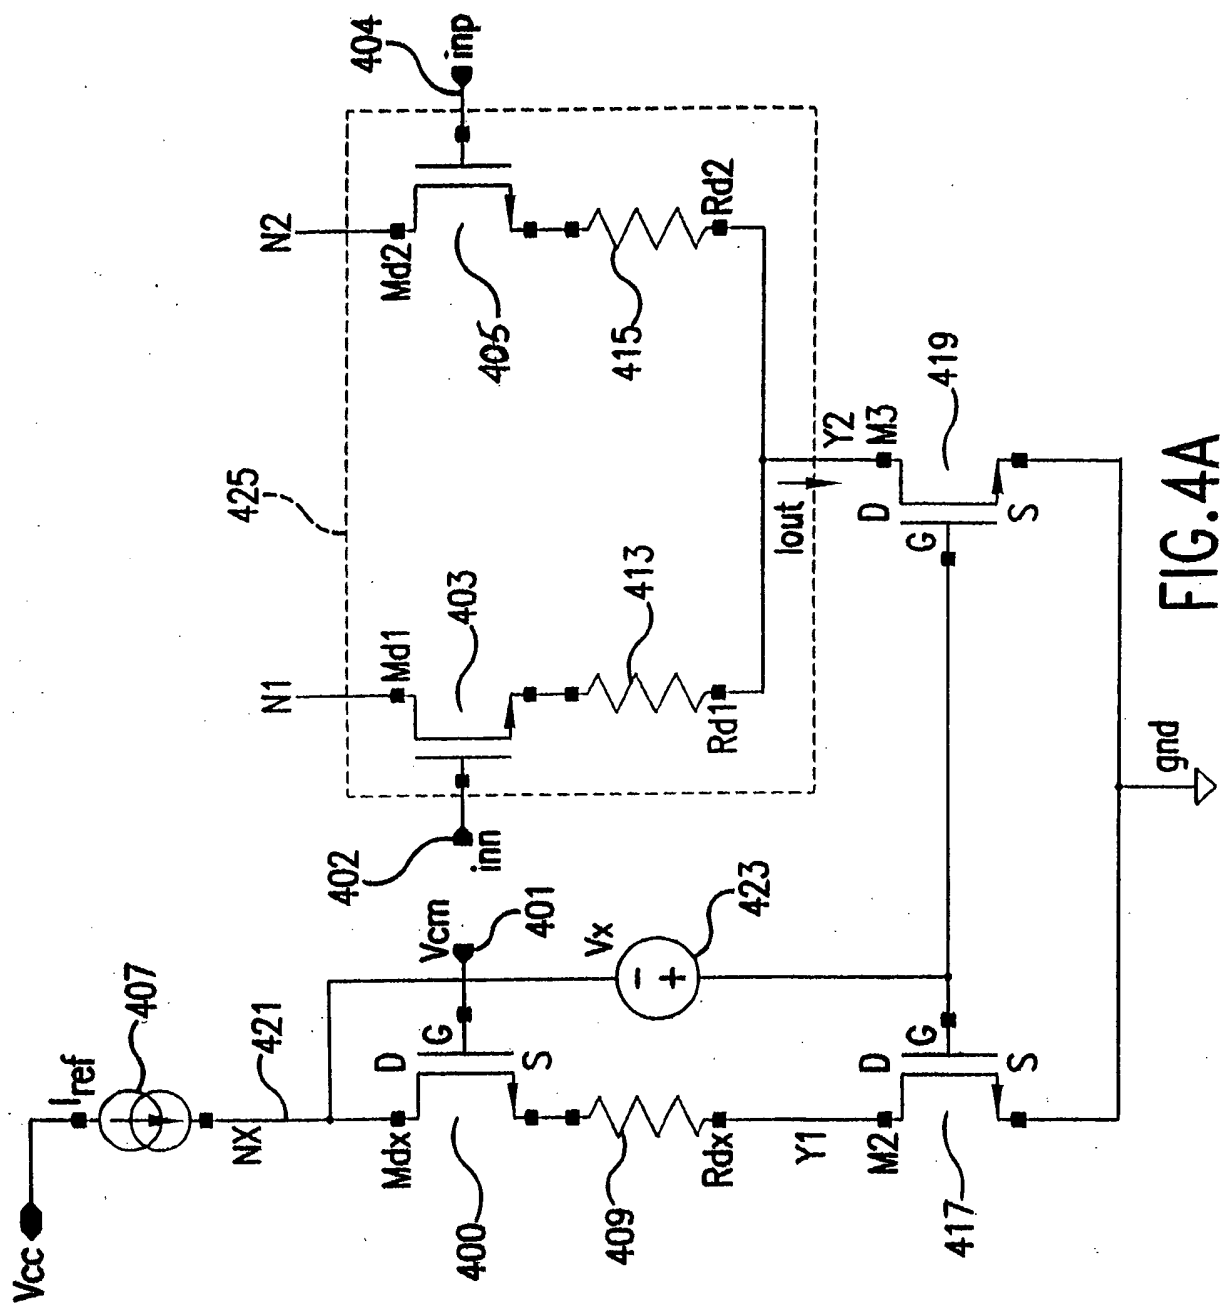 Vcc
Iref
407
NX
421
Mdx
400
D
G
S
Vcm
401
409
Rdx
Y1
M2
417
D
G
S
Vx
423
−
+
402
inn
N1
Md1
403
413
Rd1
425
N2
Md2
405
415
Rd2
404
inp
Iout
Y2
M3
D
G
S
419
gnd
FIG.4A